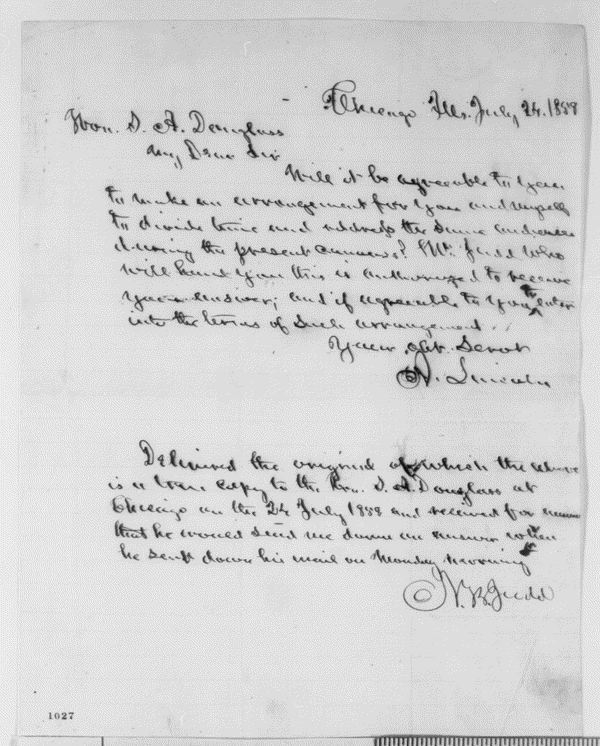 Chicago Ills. July, 24. 1858
Hon. S. A. Douglass
My Dear Sir
Will it be agreeable to you
to make an arrangement for you and myself
to divide time and address the same audiences
during the present canvass? Mr. Judd who
will hand you this is authorized to receive
your answer; and if agreeable to you to enter
into the terms of such arrangement.
Your Obt. Servt
A. Lincoln
Delivered the original of which the above
is a true copy to the Hon. S. A. Douglass at
Chicago on the 24 July 1858 and received for answer
that he would send me down an answer when
he sent down his mail on Monday morning
N. B. Judd
1027